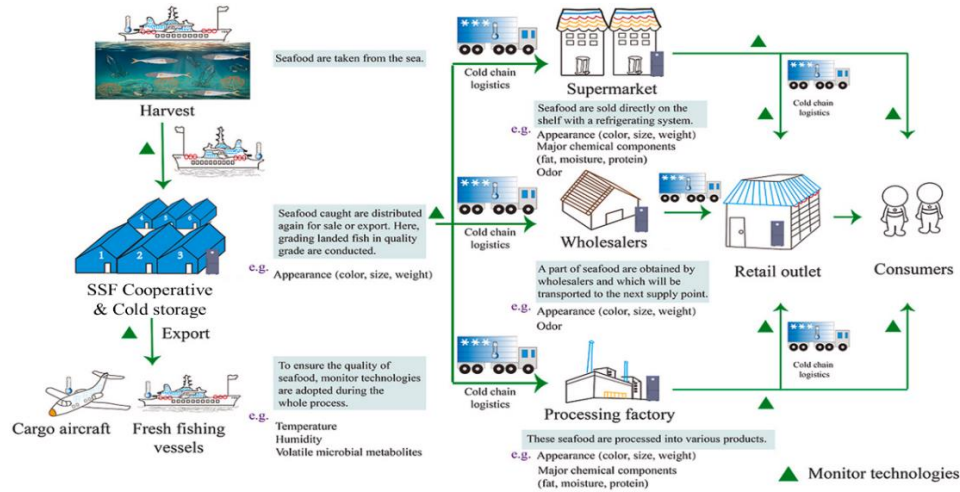 Seafood are taken from the sea.
Harvest
4 5 6
1 2 3
SSF Cooperative
& Cold storage
Seafood caught are distributed
again for sale or export. Here,
grading landed fish in quality
grade are conducted.
e.g. Appearance (color, size, weight)
Export
Cargo aircraft
Fresh fishing
vessels
To ensure the quality of
seafood, monitor technologies
are adopted during the
whole process.
e.g.
Temperature
Humidity
Volatile microbial metabolites
Cold chain
logistics
Supermarket
Seafood are sold directly on the
shelf with a refrigerating system.
e.g. Appearance (color, size, weight)
Major chemical components
(fat, moisture, protein)
Odor
Cold chain
logistics
Cold chain
logistics
Wholesalers
A part of seafood are obtained by
wholesalers and which will be
transported to the next supply point.
e.g. Appearance (color, size, weight)
Odor
Retail outlet
Consumers
Cold chain
logistics
Processing factory
Cold chain
logistics
These seafood are processed into various products.
e.g. Appearance (color, size, weight)
Major chemical components
(fat, moisture, protein)
Monitor technologies